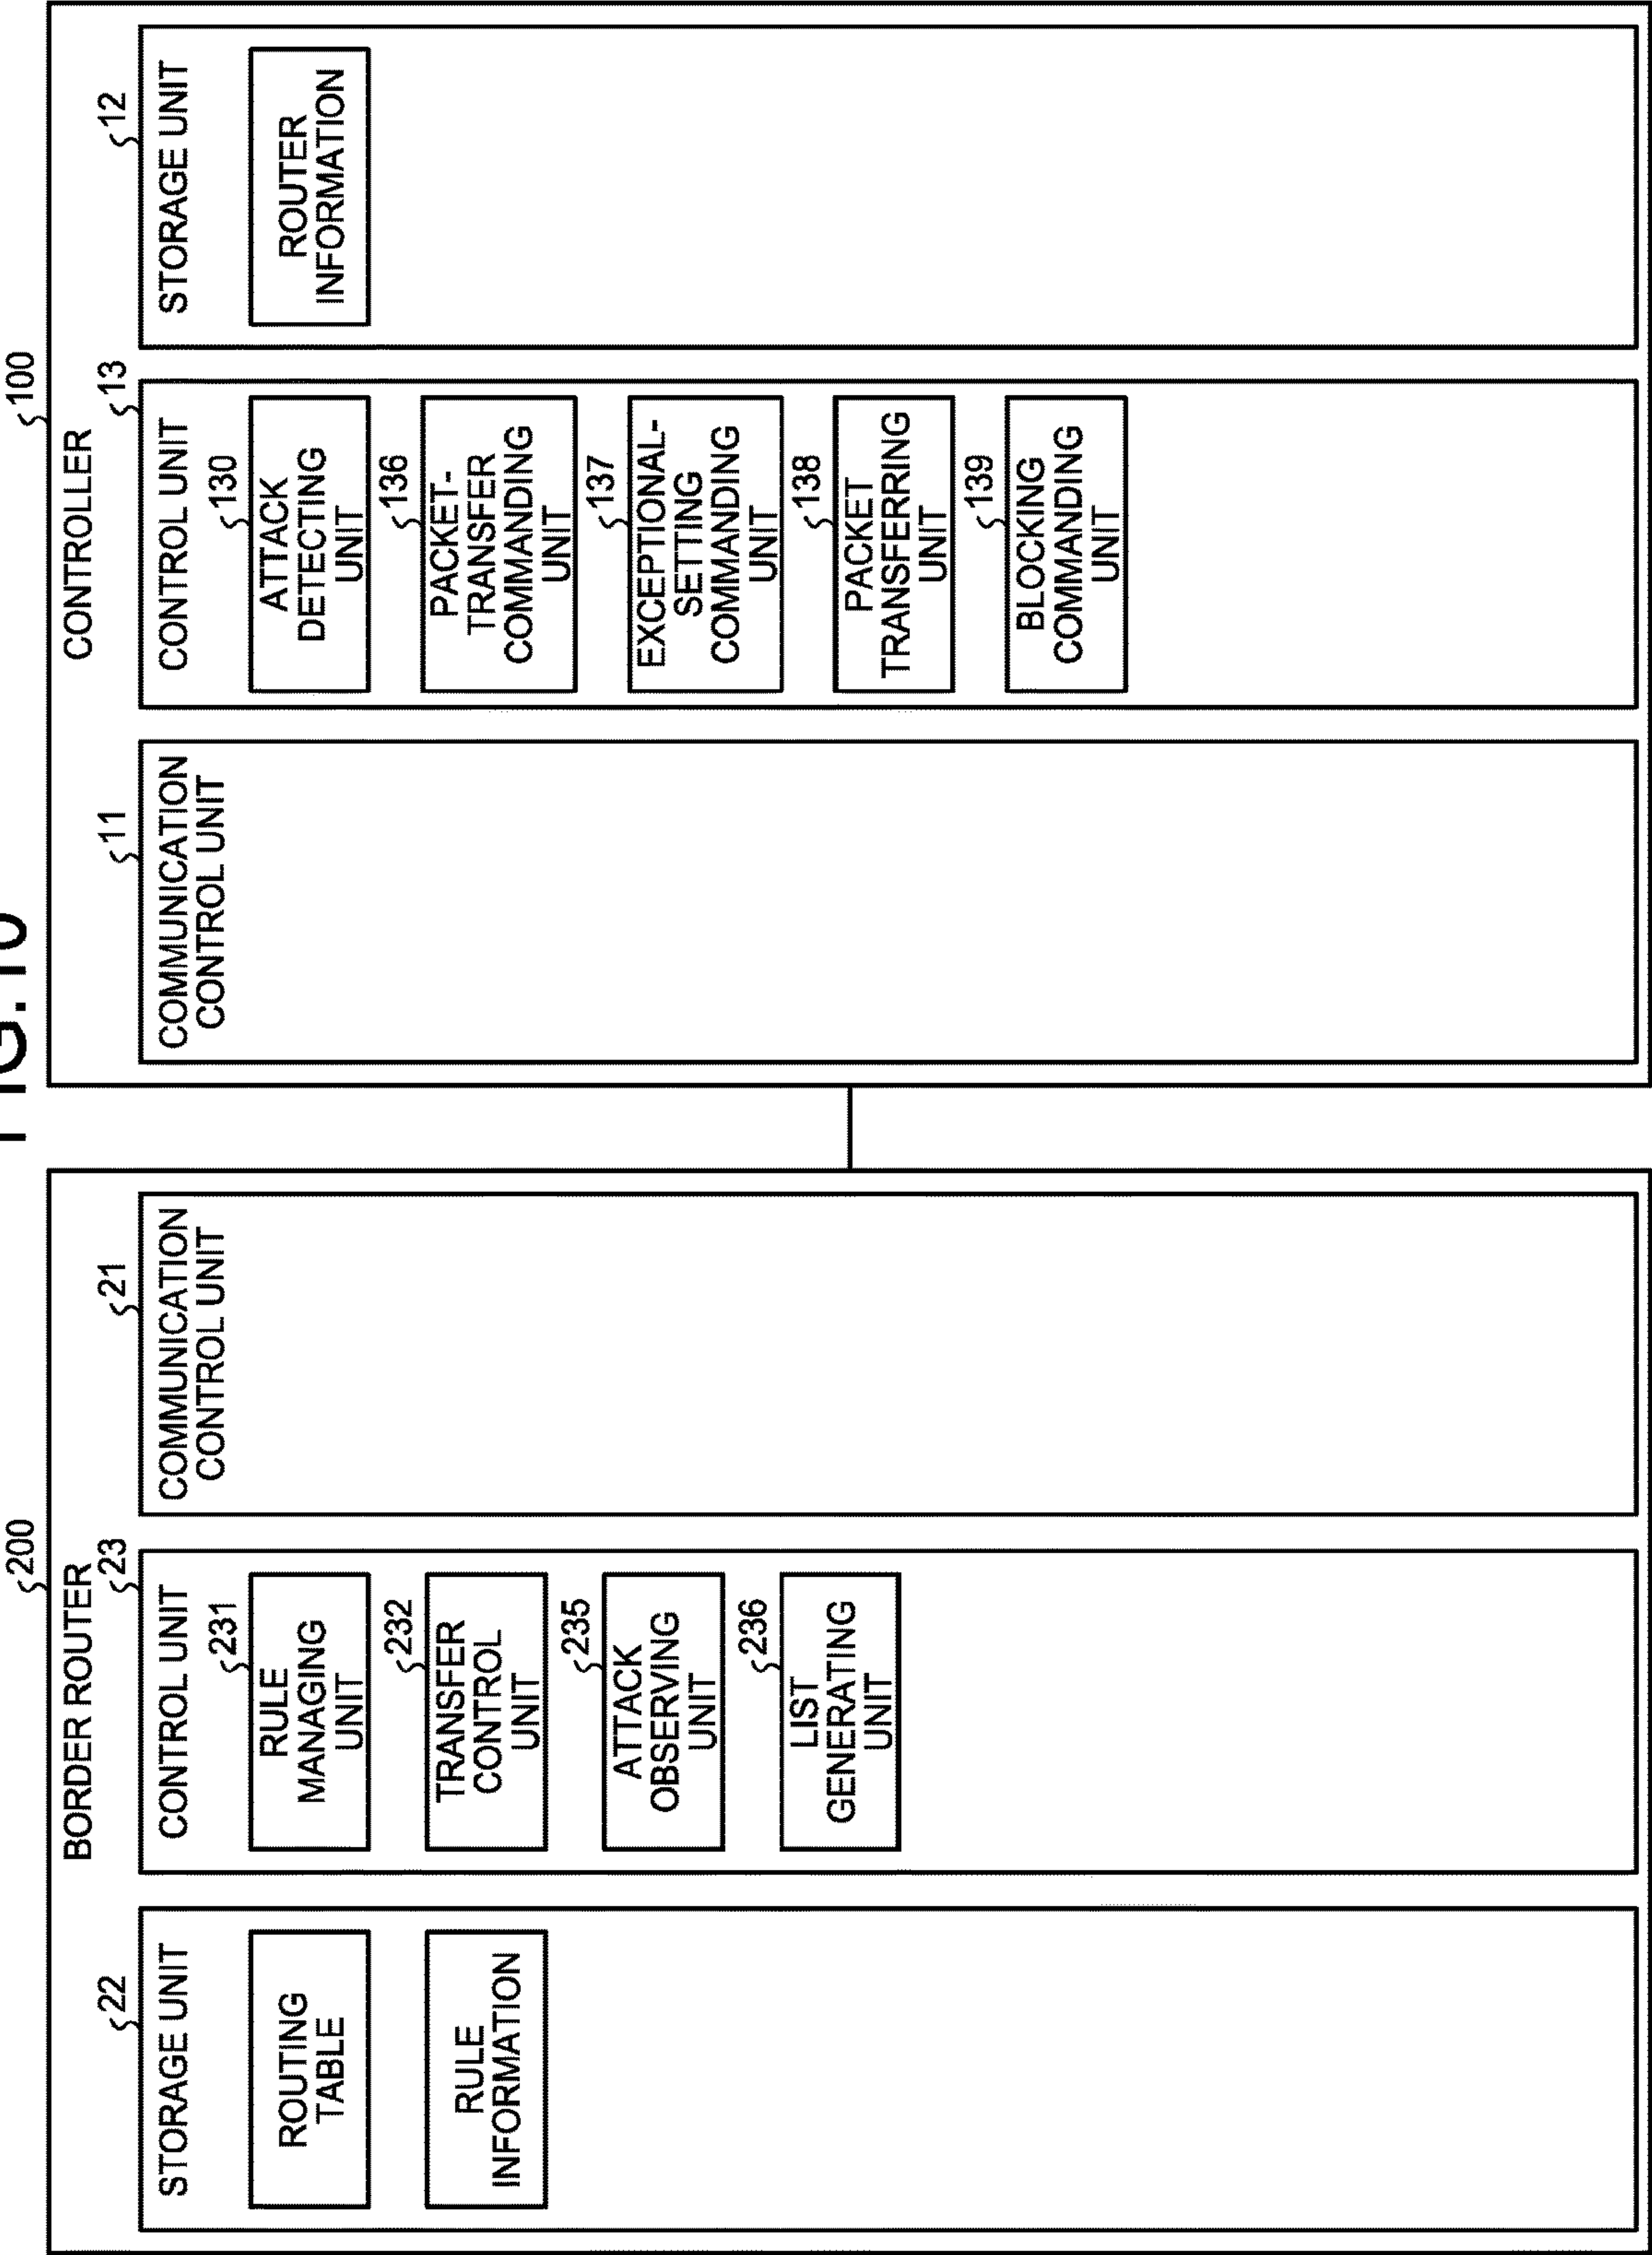 200
BORDER ROUTER
22
STORAGE UNIT
ROUTING
TABLE
RULE
INFORMATION
23
CONTROL UNIT
231
RULE
MANAGING
UNIT
232
TRANSFER
CONTROL
UNIT
235
ATTACK
OBSERVING
UNIT
236
LIST
GENERATING
UNIT
21
COMMUNICATION
CONTROL UNIT
100
CONTROLLER
11
COMMUNICATION
CONTROL UNIT
13
CONTROL UNIT
130
ATTACK
DETECTING
UNIT
136
PACKET-
TRANSFER
COMMANDING
UNIT
137
EXCEPTIONAL-
SETTING
COMMANDING
UNIT
138
PACKET
TRANSFERRING
UNIT
139
BLOCKING
COMMANDING
UNIT
12
STORAGE UNIT
ROUTER
INFORMATION